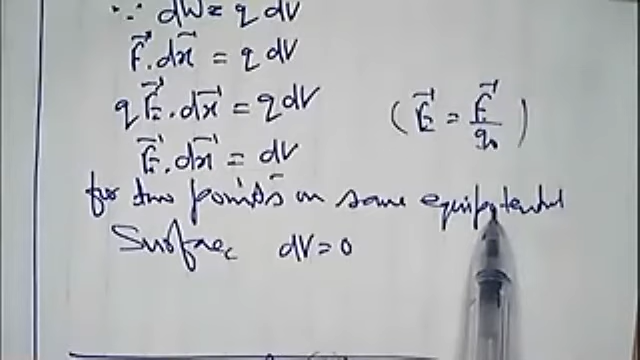 ∵ dW = q dV
F⃗. dx⃗ = q dV
q E⃗. dx⃗ = q dV (E⃗ = F⃗/q₀)
E⃗. dx⃗ = dV
for two points on same equipotential
Surface dV = 0